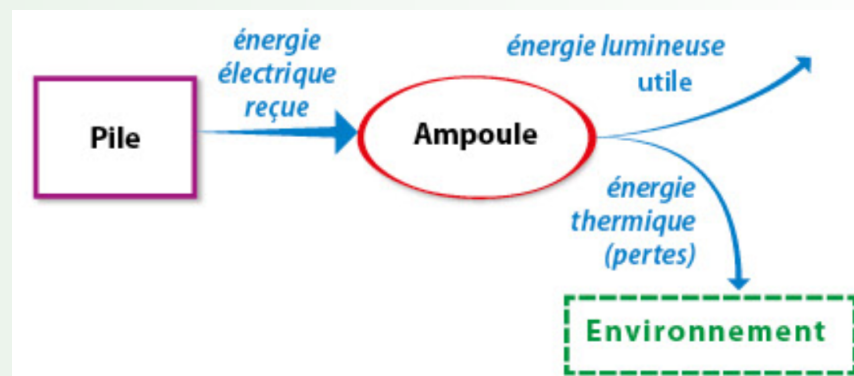 énergie
électrique
reçue
Pile
Ampoule
énergie lumineuse
utile
énergie
thermique
(pertes)
Environnement